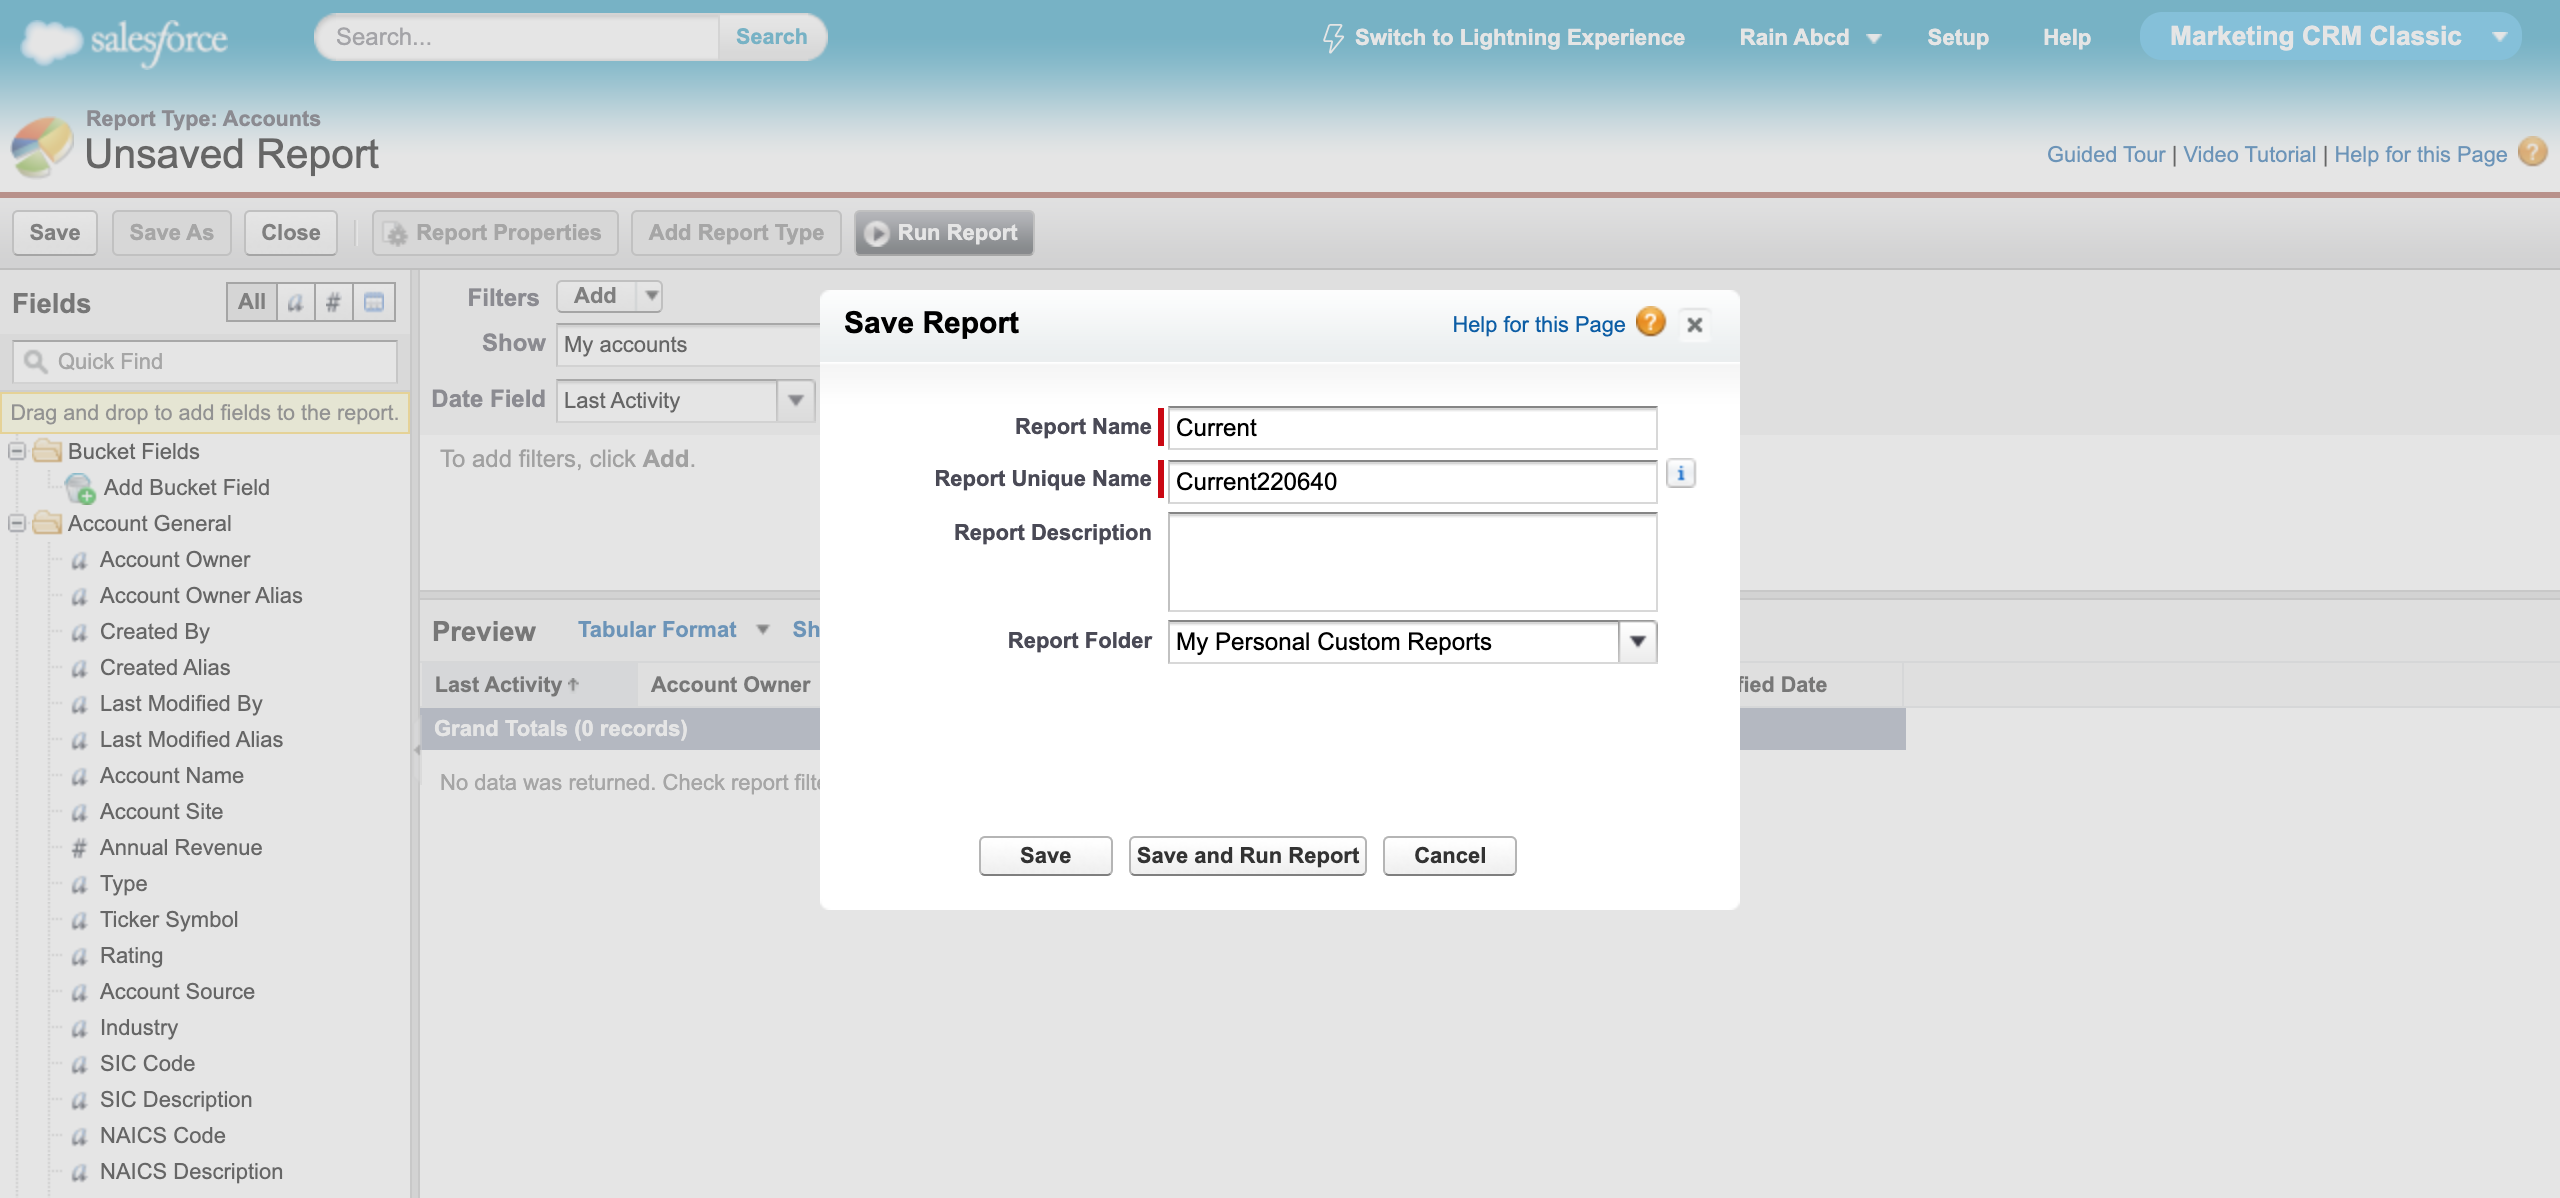 salesforce
Search...
Search
Switch to Lightning Experience
Rain Abcd
Setup
Help
Marketing CRM Classic
Report Type: Accounts
Unsaved Report
Guided Tour | Video Tutorial | Help for this Page ?
Save
Save As
Close
Report Properties
Add Report Type
Run Report
Fields
All
a
#
Quick Find
Drag and drop to add fields to the report.
Bucket Fields
Add Bucket Field
Account General
a Account Owner
a Account Owner Alias
a Created By
a Created Alias
a Last Modified By
a Last Modified Alias
a Account Name
a Account Site
# Annual Revenue
a Type
a Ticker Symbol
a Rating
a Account Source
a Industry
a SIC Code
a SIC Description
a NAICS Code
a NAICS Description
Filters
Add
Show
My accounts
Date Field
Last Activity
To add filters, click Add.
Preview
Tabular Format
Sh
Last Activity
Account Owner
fied Date
Grand Totals (0 records)
No data was returned. Check report filte
Save Report
Help for this Page ?
Report Name
Current
Report Unique Name
Current220640
i
Report Description
Report Folder
My Personal Custom Reports
Save
Save and Run Report
Cancel